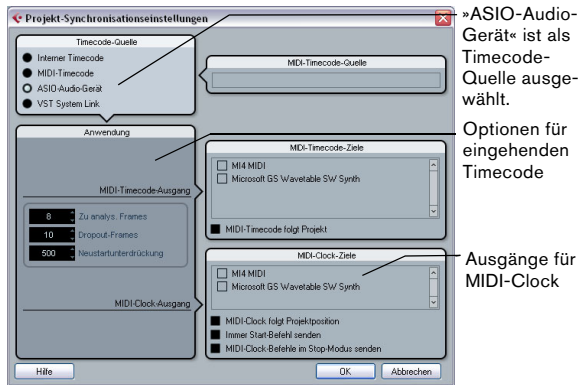 Projekt-Synchronisationseinstellungen
Timecode-Quelle
Interner Timecode
MIDI-Timecode
ASIO-Audio-Gerät
VST System Link
MIDI-Timecode-Quelle
Anwendung
MIDI-Timecode-Ausgang
8 Zu analys. Frames
10 Dropout-Frames
500 Neustartunterdrückung
MIDI-Clock-Ausgang
MIDI-Timecode-Ziele
MI4 MIDI
Microsoft GS Wavetable SW Synth
MIDI-Timecode folgt Projekt
MIDI-Clock-Ziele
MI4 MIDI
Microsoft GS Wavetable SW Synth
MIDI-Clock folgt Projektposition
Immer Start-Befehl senden
MIDI-Clock-Befehle im Stop-Modus senden
Hilfe
OK
Abbrechen
»ASIO-Audio-
Gerät« ist als
Timecode-
Quelle ausge-
wählt.
Optionen für
eingehenden
Timecode
Ausgänge für
MIDI-Clock